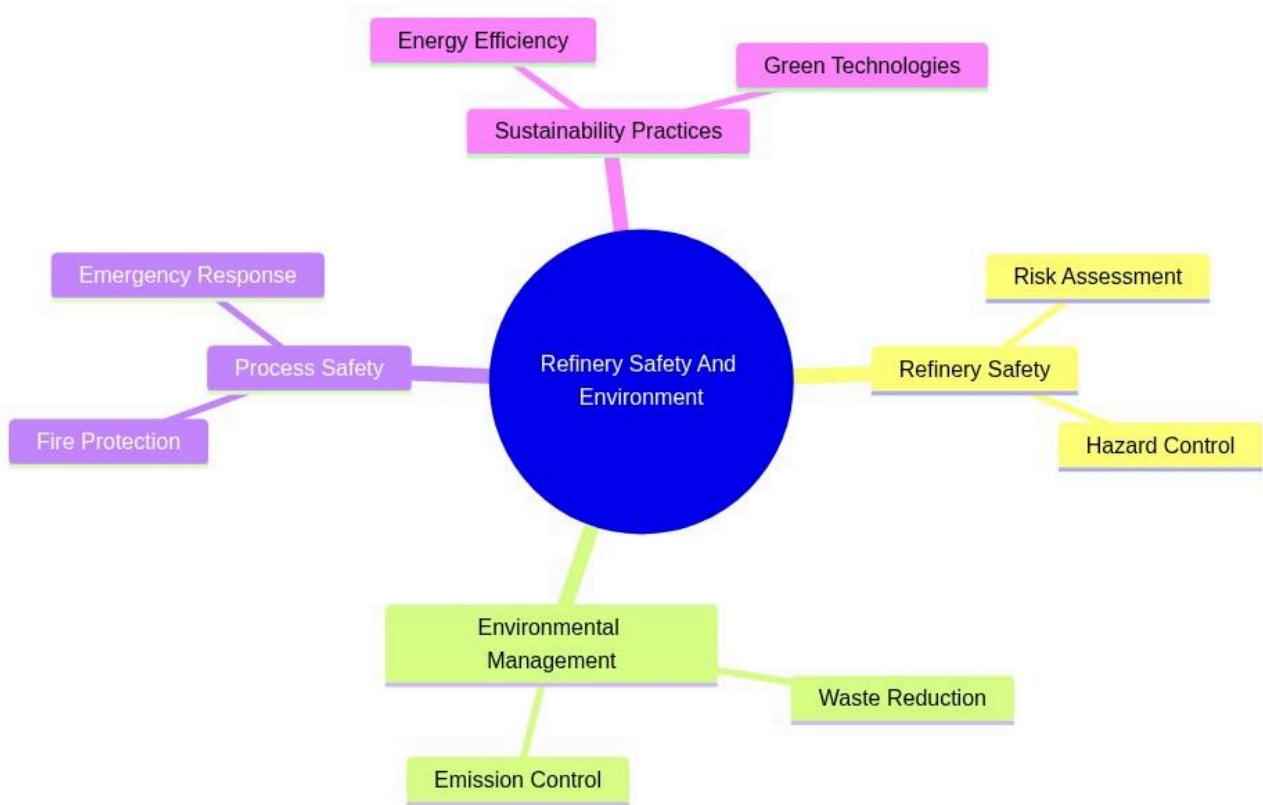 Energy Efficiency
Green Technologies
Sustainability Practices
Emergency Response
Risk Assessment
Process Safety
Refinery Safety And
Environment
Refinery Safety
Fire Protection
Hazard Control
Environmental
Management
Waste Reduction
Emission Control